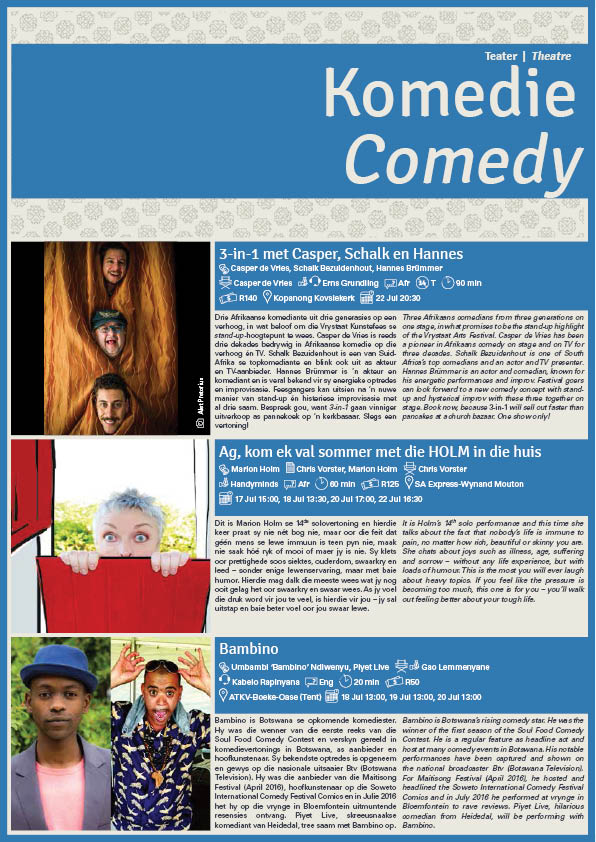 Teater | Theatre
Komedie
Comedy
3-in-1 met Casper, Schalk en Hannes
Casper de Vries, Schalk Bezuidenhout, Hannes Brümmer
Casper de Vries Erns Grundling Afr 24 T 90 min
R140 Kopanong Kovsiekerk 22 Jul 20:30
© Alet Pretorius
Drie Afrikaanse komediante uit drie generasies op een
verhoog, in wat beloof om die Vrystaat Kunstefees se
stand-up-hoogtepunt te wees. Casper de Vries is reeds
drie dekades bedrywig in Afrikaanse komedie op die
verhoog én TV. Schalk Bezuidenhout is een van Suid-
Afrika se topkomediante en blink ook uit as akteur
en TV-aanbieder. Hannes Brümer is 'n akteur en
komediant en is veral bekend vir sy energieke optredes
en improvisasie. Feesgangers kan uitsien na 'n nuwe
manier van stand-up én histeriese improvisasie met
al drie saam. Bespreek gou, want 3-in-1 gaan vinniger
uitverkoop as pannekoek op 'n kerkbasaar. Slegs een
vertoning!
Three Afrikaans comedians from three generations on
one stage, in what promises to be the stand-up highlight
of the Vrystaat Arts Festival. Casper de Vries has been
a pioneer in Afrikaans comedy on stage and on TV for
three decades. Schalk Bezuidenhout is one of South
Africa's top comedians and an actor and TV presenter.
Hannes Brümer is an actor and comedian, known for
his energetic performances and improv. Festival goers
can look forward to a new comedy concept with stand-
up and hysterical improv with these three together on
stage. Book now, because 3-in-1 will sell out faster than
pancakes at a church bazaar. One show only!
Ag, kom ek val sommer met die HOLM in die huis
Marion Holm Chris Vorster, Marion Holm Chris Vorster
Handyminds Afr 60 min R125 SA Express-Wynand Mouton
17 Jul 15:00, 18 Jul 13:30, 20 Jul 17:00, 22 Jul 16:30
Dit is Marion Holm se 14de solovertoning en hierdie
keer praat sy nie nét bog nie, maar oor die feit dat
géén mens se lewe immuun is teen pyn nie, maak
nie saak hóé ryk of mooi of maer jy is nie. Sy klets
oor prettighede soos siektes, ouderdom, swaarkry en
leed – sonder enige lewenservaring, maar met baie
humor. Hierdie mag dalk die meeste wees wat jy nog
ooit gelag het oor swaarkry en swaar wees. As jy voel
die druk word vir jou te veel, is hierdie vir jou – jy sal
uitstap en baie beter voel oor jou swaar lewe.
It is Holm's 14th solo performance and this time she
talks about the fact that nobody's life is immune to
pain, no matter how rich, beautiful or skinny you are.
She chats about joys such as illness, age, suffering
and sorrow – without any life experience, but with
loads of humour. This is the most you will ever laugh
about heavy topics. If you feel like the pressure is
becoming too much, this one is for you – you'll walk
out feeling better about your tough life.
Bambino
Umbambi 'Bambino' Ndiwenyu, Piyet Live Gao Lemmenyane
Kabelo Rapinyana Eng 20 min R50
ATKV-Boeke-Oase (Tent) 18 Jul 13:00, 19 Jul 13:00, 20 Jul 13:00
Bambino is Botswana se opkomende komediester.
Hy was die wenner van die eerste reeks van die
Soul Food Comedy Contest en verskyn gereeld in
komedievertonings in Botswana, as aanbieder en
hoofkunstenaar. Sy bekendste optredes is opgeneem
en gewys op die nasionale uitsaaier Btv (Botswana
Television). Hy was die aanbieder van die Maitisong
Festival (April 2016), hoofkunstenaar op die Soweto
International Comedy Festival Comics en in Julie 2016
het hy op die vrynge in Bloemfontein uitmuntende
resensies ontvang. Piyet Live, skreeusnaakse
komediant van Heidedal, tree saam met Bambino op.
Bambino is Botswana's rising comedy star. He was the
winner of the first season of the Soul Food Comedy
Contest. He is a regular feature as headline act and
host at many comedy events in Botswana. His notable
performances have been captured and shown on
the national broadcaster Btv (Botswana Television).
For Maitisong Festival (April 2016), he hosted and
headlined the Soweto International Comedy Festival
Comics and in July 2016 he performed at vrynge in
Bloemfontein to rave reviews. Piyet Live, hilarious
comedian from Heidedal, will be performing with
Bambino.